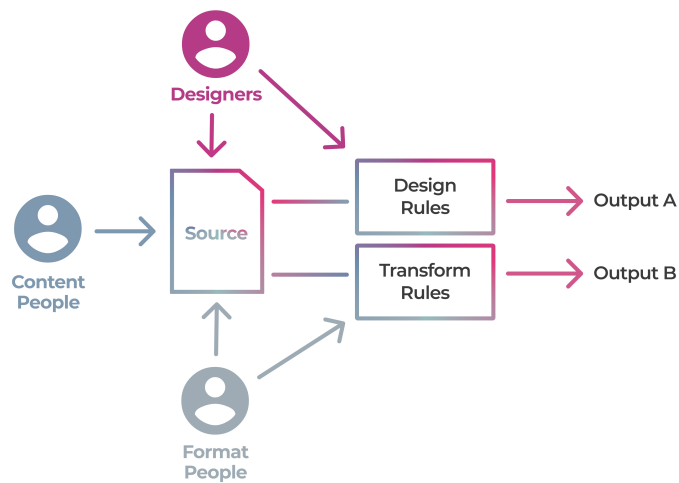 Designers
Design
Rules
Output A
Source
Content
People
Transform
Rules
Output B
Format
People